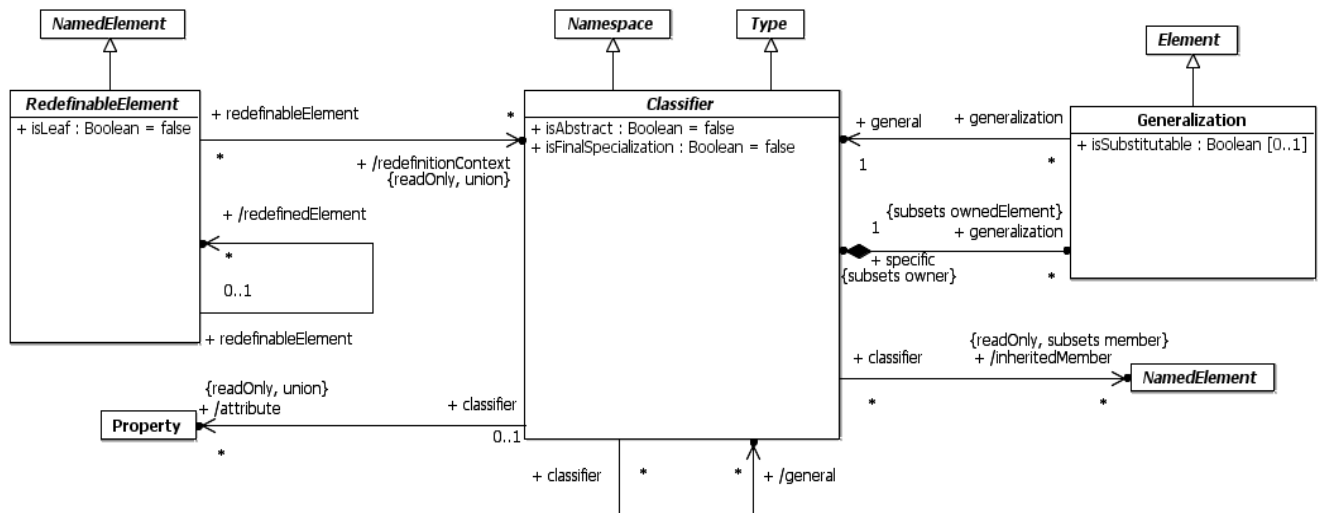 NamedElement
Namespace
Type
Element
RedefinableElement
+ isLeaf : Boolean = false
+ redefinableElement
*
*
+ /redefinitionContext
{readOnly, union}
+ /redefinedElement
*
0..1
+ redefinableElement
Classifier
+ isAbstract : Boolean = false
+ isFinalSpecialization : Boolean = false
+ general
+ generalization
1
*
Generalization
+ isSubstitutable : Boolean [0..1]
{subsets ownedElement}
1
+ generalization
+ specific
{subsets owner}
*
{readOnly, subsets member}
+ classifier
+ /inheritedMember
*
*
NamedElement
{readOnly, union}
+ /attribute
+ classifier
Property
0..1
*
+ classifier
*
*
+ /general